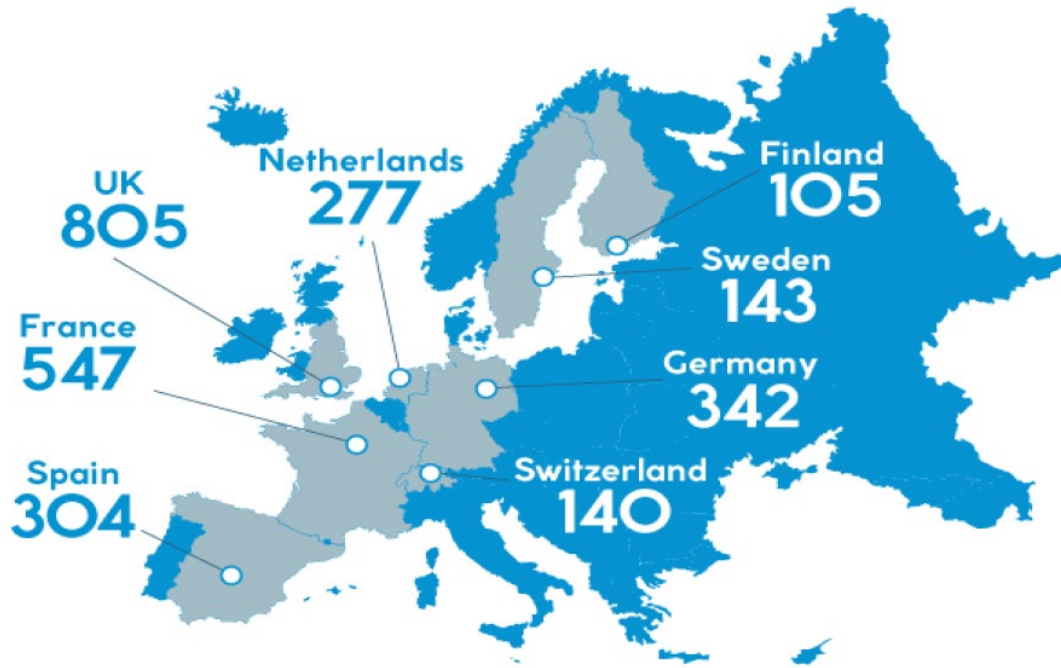 Netherlands
277
UK
805
Finland
105
Sweden
143
France
547
Germany
342
Spain
304
Switzerland
140